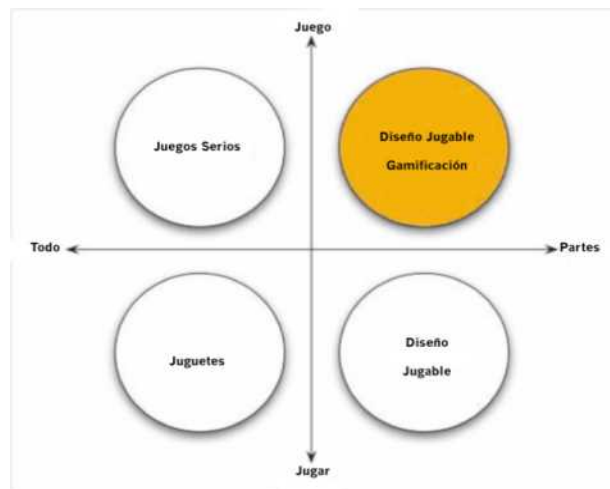 Juego
Juegos Serios
Diseño Jugable
Gamificación
Todo
Partes
Juguetes
Diseño
Jugable
Jugar